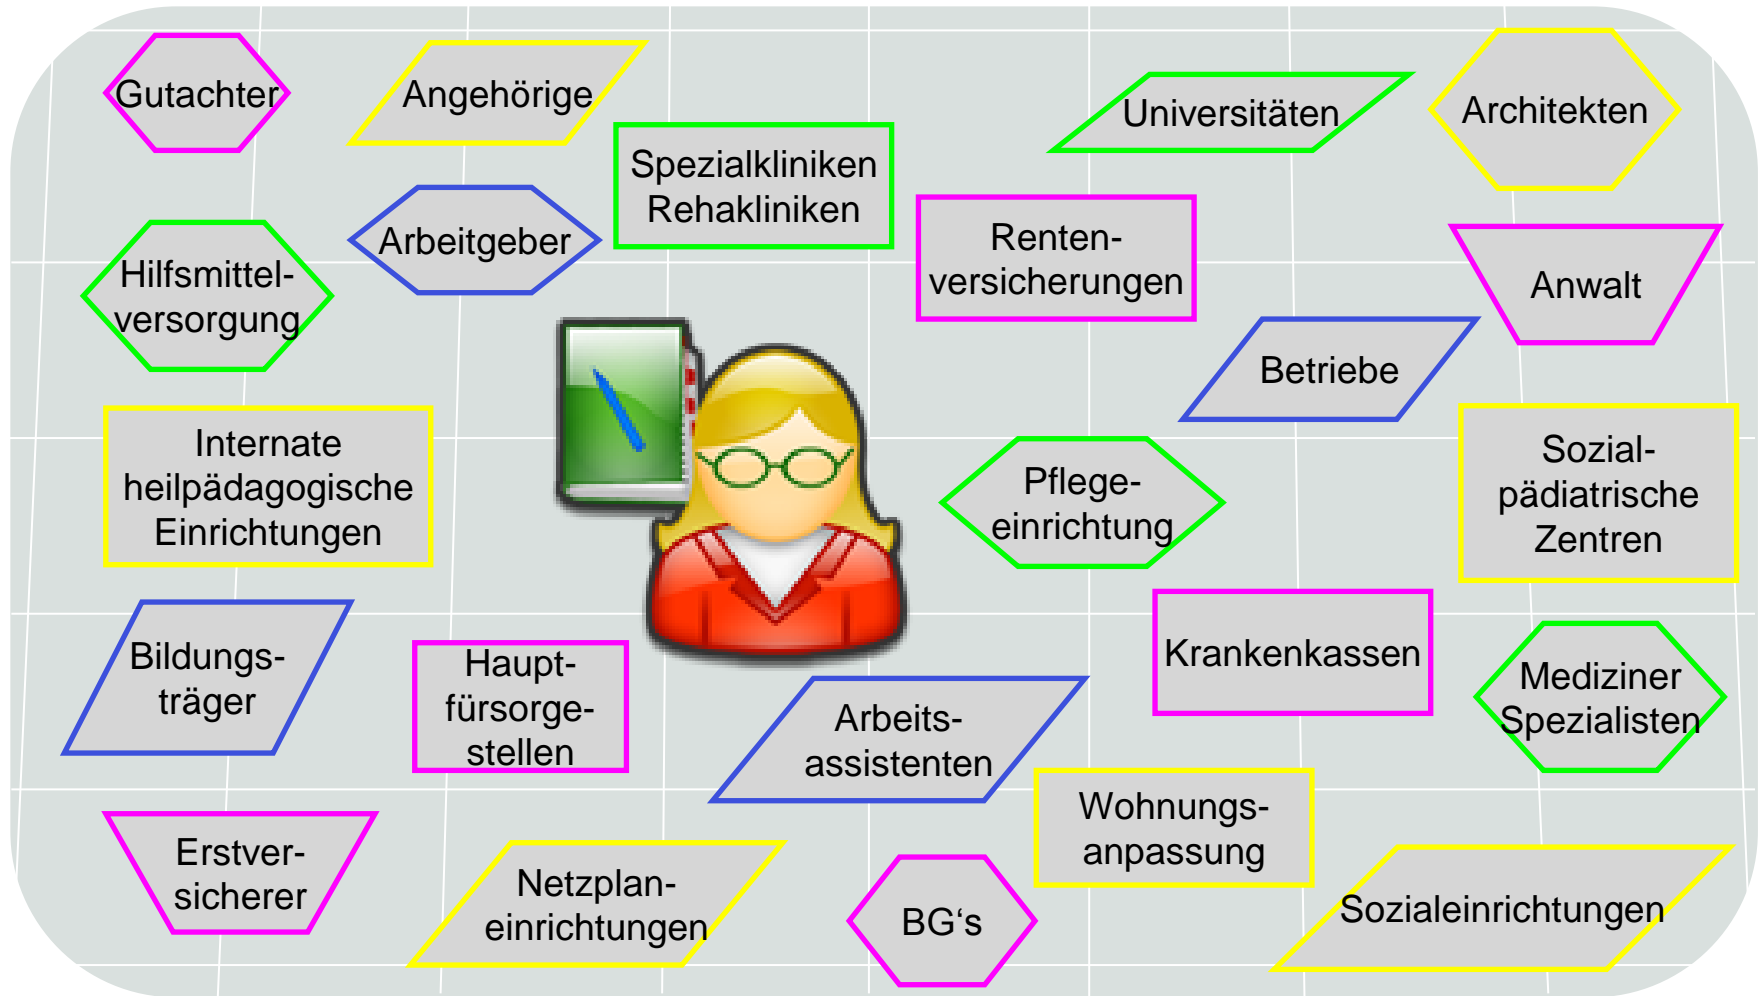 Gutachter
Angehörige
Universitäten
Architekten
Spezialkliniken
Rehakliniken
Arbeitgeber
Renten-
versicherungen
Hilfsmittel-
versorgung
Anwalt
Betriebe
Internate
heilpädagogische
Einrichtungen
Pflege-
einrichtung
Sozial-
pädiatrische
Zentren
Bildungs-
träger
Haupt-
fürsorge-
stellen
Krankenkassen
Mediziner
Spezialisten
Arbeits-
assistenten
Wohnungs-
anpassung
Erstver-
sicherer
Netzplan-
einrichtungen
BG‘s
Sozialeinrichtungen